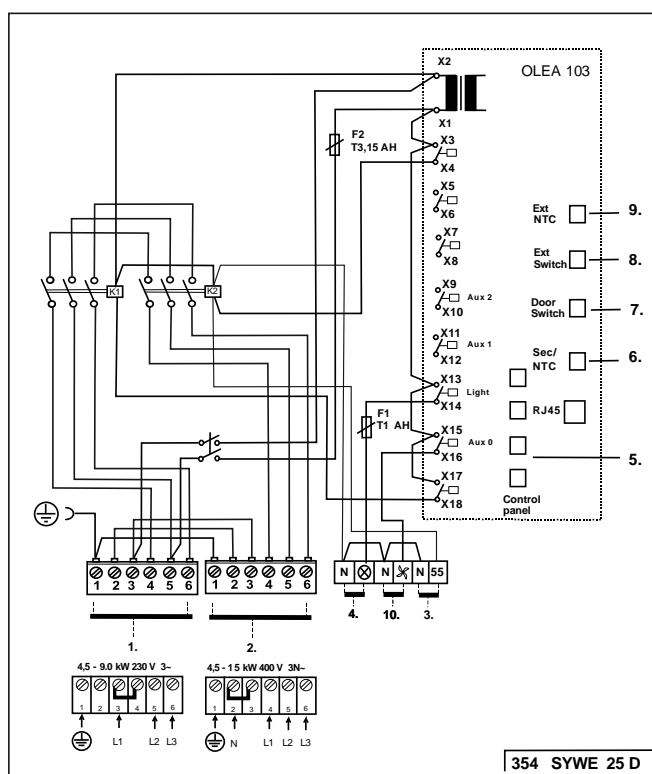 X2
OLEA 103
X1
F2
T3,15 AH
X3
X4
X5
X6
Ext
NTC
9.
X7
X8
Ext
Switch
8.
K1
K2
X9
Aux 2
X10
Door
Switch
7.
X11
Aux 1
X12
Sec/
NTC
6.
X13
Light
X14
F1
T1 AH
RJ45
X15
Aux 0
X16
5.
X17
X18
Control
panel
1 2 3 4 5 6
1 2 3 4 5 6
N N N 55
4. 10. 3.
1. 2.
4,5 - 9.0 kW 230 V 3~
4,5 - 15 kW 400 V 3N~
1 2 3 4 5 6
1 2 3 4 5 6
L1 L2 L3
N L1 L2 L3
354 SYWE 25 D